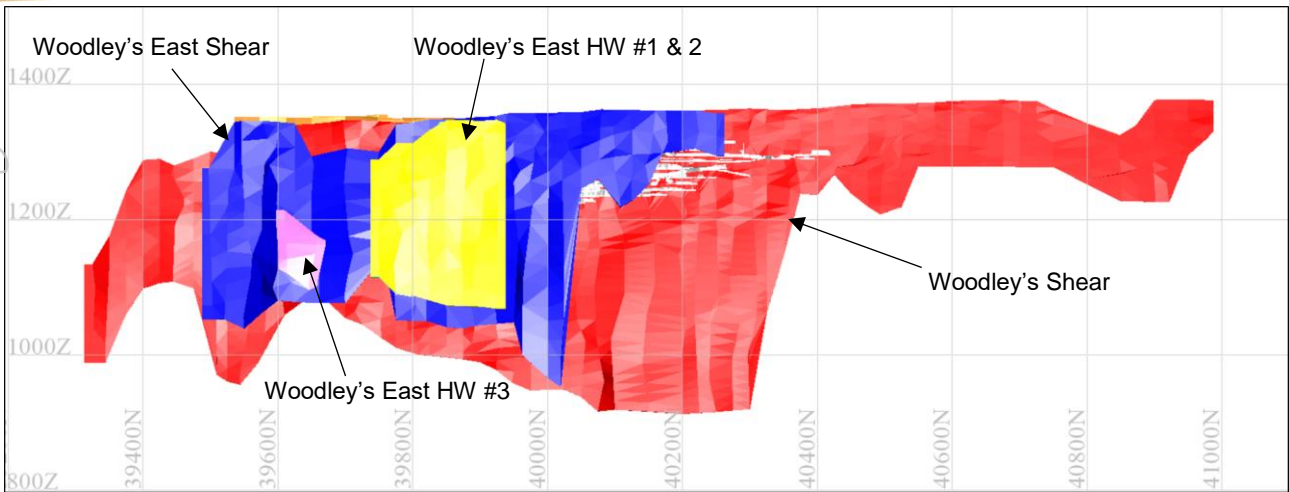 Woodley's East Shear
Woodley's East HW #1 & 2
1400Z
1200Z
Woodley's Shear
1000Z
Woodley's East HW #3
800Z
39400N
39600N
39800N
40000N
40200N
40400N
40600N
40800N
41000N